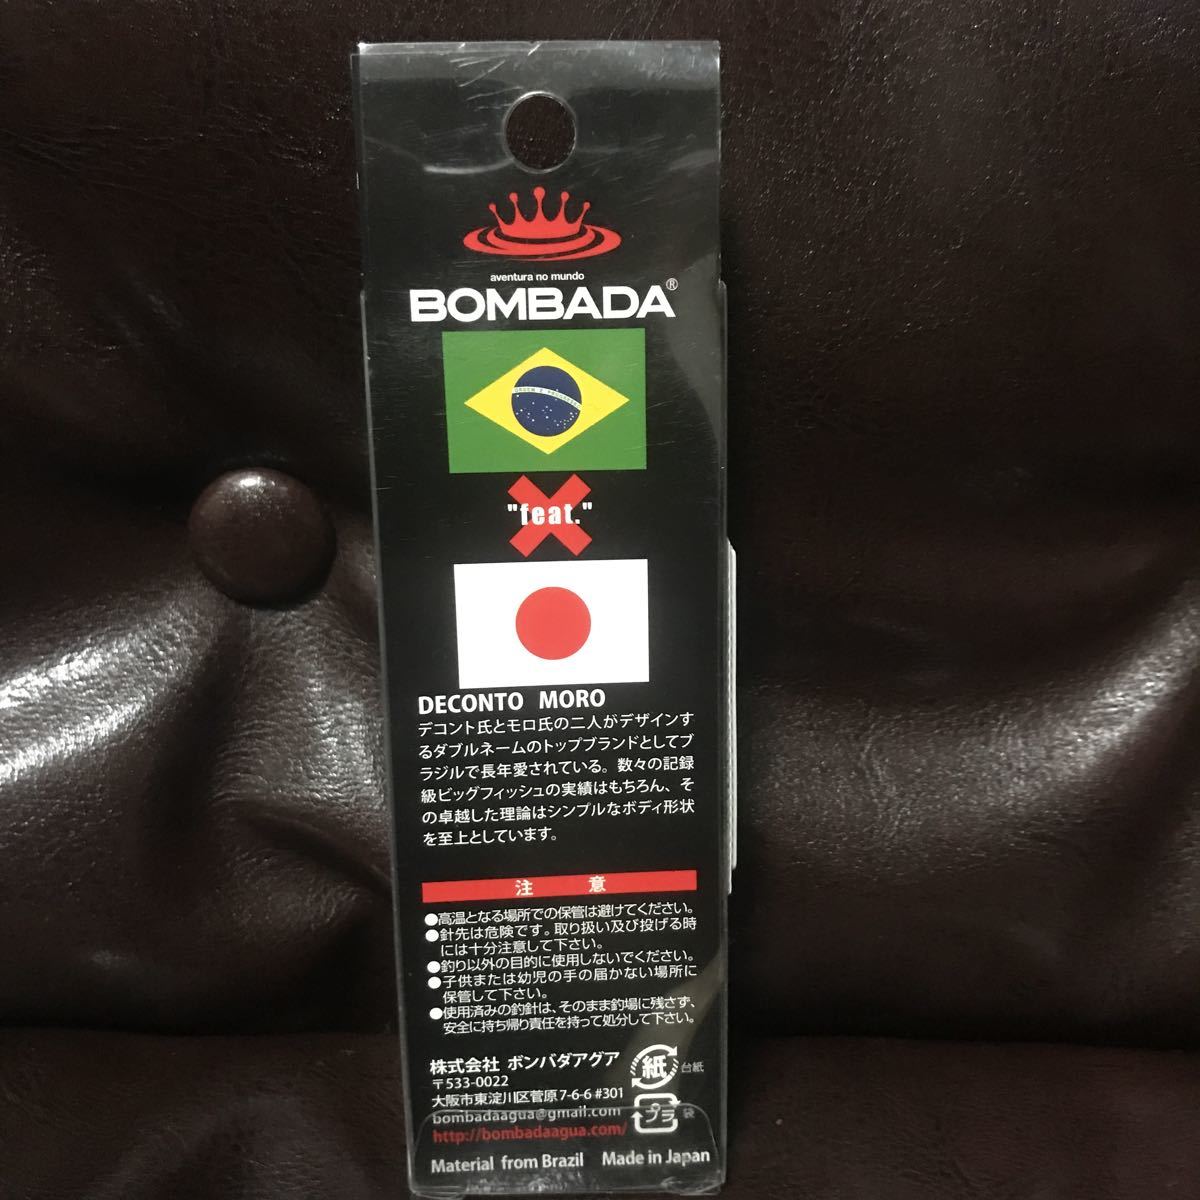 aventura no mundo
BOMBADA®
ORDEM E PROGRESSO
"feat."
DECONTO MORO
デコント氏とモロ氏の二人がデザインす
るダブルネームのトップブランドとしてブ
ラジルで長年愛されている。数々の記録
級ビッグフィッシュの実績はもちろん、そ
の卓越した理論はシンプルなボディ形状
を至上としています。
注 意
●高温となる場所での保管は避けてください。
●針先は危険です。取り扱い及び投げる時
には十分注意して下さい。
●釣り以外の目的に使用しないでください。
●子供または幼児の手の届かない場所に
保管して下さい。
●使用済みの釣針は、そのまま釣場に残さず、
安全に持ち帰り責任を持って処分して下さい。
株式会社 ボンバダアグア
〒533-0022
大阪市東淀川区菅原7-6-6 #301
bombadaagua@gmail.com
http://bombadaagua.com/
紙 台紙
プラ 袋
Material from Brazil Made in Japan